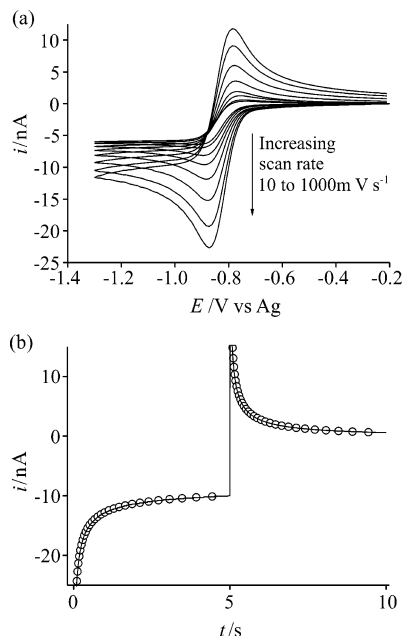 (a)
10
5
0
-5
-10
-15
-20
-25
i/nA
Increasing
scan rate
10 to 1000m V s-1
-1.4 -1.2 -1.0 -0.8 -0.6 -0.4 -0.2
E /V vs Ag
(b)
10
0
-10
-20
i/nA
0 5 10
t/s